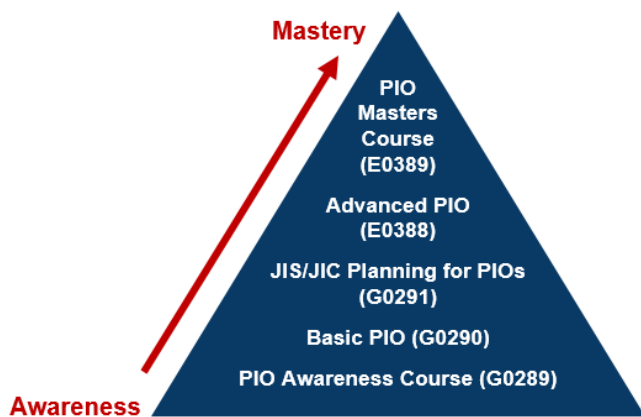 Mastery
PIO
Masters
Course
(E0389)
Advanced PIO
(E0388)
JIS/JIC Planning for PIOs
(G0291)
Basic PIO (G0290)
PIO Awareness Course (G0289)
Awareness